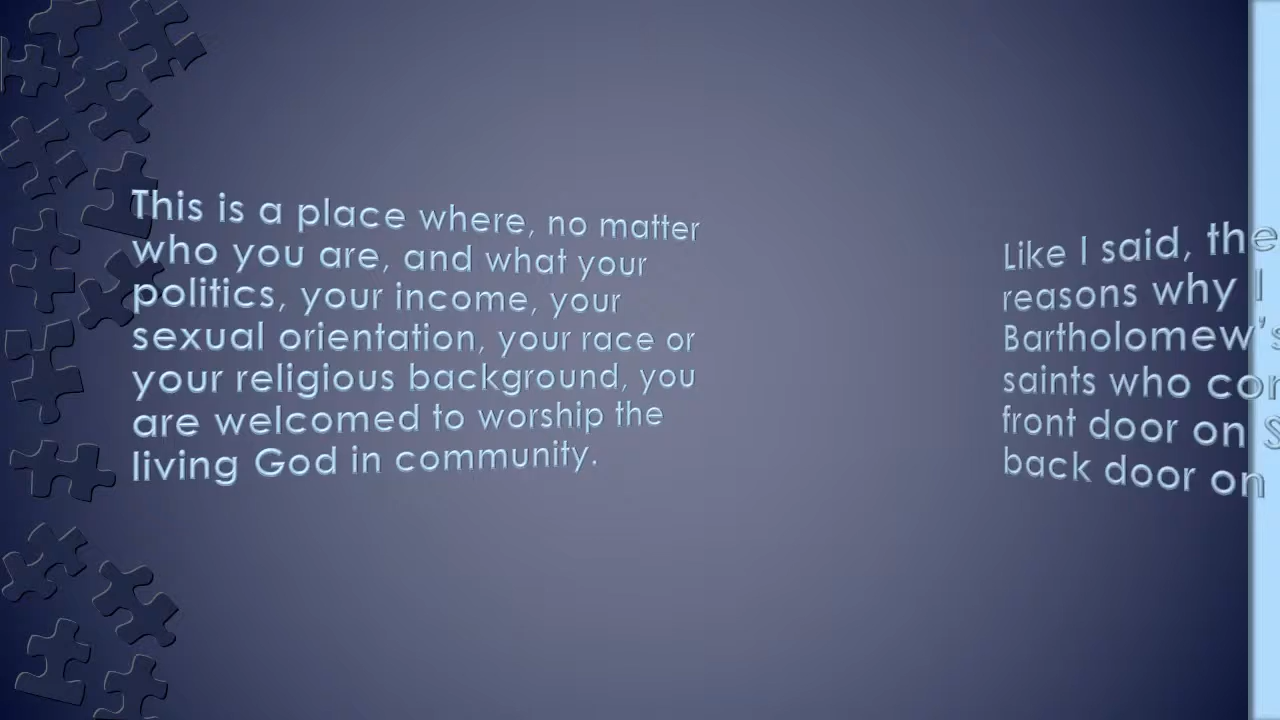 This is a place where, no matter
who you are, and what your
politics, your income, your
sexual orientation, your race or
your religious background, you
are welcomed to worship the
living God in community.
Like I said, the
reasons why I
Bartholomew's
saints who
front door on
back door on